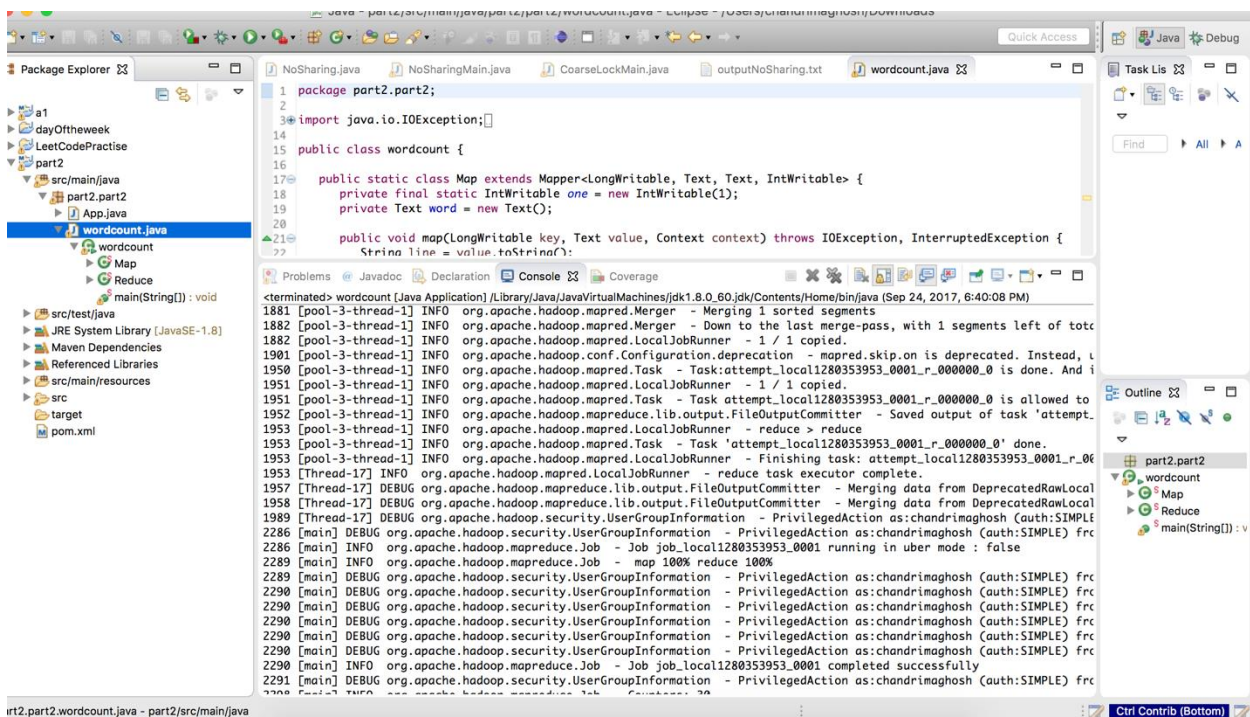 Java - part2/src/main/java/part2/part2/wordcount.java - Eclipse - /Users/chandrimaghosh/Downloads
Quick Access
Java
Debug
Package Explorer
a1
dayOftheweek
LeetCodePractise
part2
src/main/java
part2.part2
App.java
wordcount.java
wordcount
Map
Reduce
main(String[]) : void
src/test/java
JRE System Library [JavaSE-1.8]
Maven Dependencies
Referenced Libraries
src/main/resources
src
target
pom.xml
NoSharing.java NoSharingMain.java CoarseLockMain.java outputNoSharing.txt wordcount.java
1 package part2.part2;
2
3 import java.io.IOException;
14
15 public class wordcount {
16
17 public static class Map extends Mapper<LongWritable, Text, Text, IntWritable> {
18 private final static IntWritable one = new IntWritable(1);
19 private Text word = new Text();
20
21 public void map(LongWritable key, Text value, Context context) throws IOException, InterruptedException {
22 String line = value.toString();
Problems Javadoc Declaration Console Coverage
<terminated> wordcount [Java Application] /Library/Java/JavaVirtualMachines/jdk1.8.0_60.jdk/Contents/Home/bin/java (Sep 24, 2017, 6:40:08 PM)
1881 [pool-3-thread-1] INFO org.apache.hadoop.mapred.Merger - Merging 1 sorted segments
1882 [pool-3-thread-1] INFO org.apache.hadoop.mapred.Merger - Down to the last merge-pass, with 1 segments left of
1882 [pool-3-thread-1] INFO org.apache.hadoop.mapred.LocalJobRunner - 1 / 1 copied.
1901 [pool-3-thread-1] INFO org.apache.hadoop.conf.Configuration.deprecation - mapred.skip.on is deprecated. Instead,
1950 [pool-3-thread-1] INFO org.apache.hadoop.mapred.Task - Task:attempt_local1280353953_0001_r_000000_0 is done. And
1951 [pool-3-thread-1] INFO org.apache.hadoop.mapred.LocalJobRunner - 1 / 1 copied.
1951 [pool-3-thread-1] INFO org.apache.hadoop.mapred.Task - Task attempt_local1280353953_0001_r_000000_0 is allowed to
1952 [pool-3-thread-1] INFO org.apache.hadoop.mapreduce.lib.output.FileOutputCommitter - Saved output of task 'attempt_
1953 [pool-3-thread-1] INFO org.apache.hadoop.mapred.LocalJobRunner - reduce > reduce
1953 [pool-3-thread-1] INFO org.apache.hadoop.mapred.Task - Task 'attempt_local1280353953_0001_r_000000_0' done.
1953 [pool-3-thread-1] INFO org.apache.hadoop.mapred.LocalJobRunner - Finishing task: attempt_local1280353953_0001_r_00
1953 [Thread-17] INFO org.apache.hadoop.mapred.LocalJobRunner - reduce task executor complete.
1957 [Thread-17] DEBUG org.apache.hadoop.mapreduce.lib.output.FileOutputCommitter - Merging data from DeprecatedRawLocal
1958 [Thread-17] DEBUG org.apache.hadoop.mapreduce.lib.output.FileOutputCommitter - Merging data from DeprecatedRawLocal
1989 [Thread-17] DEBUG org.apache.hadoop.security.UserGroupInformation - PrivilegedAction as:chandrimaghosh (auth:SIMPLE
2286 [main] DEBUG org.apache.hadoop.security.UserGroupInformation - PrivilegedAction as:chandrimaghosh (auth:SIMPLE)
2286 [main] INFO org.apache.hadoop.mapreduce.Job - Job job_local1280353953_0001 running in uber mode : false
2289 [main] INFO org.apache.hadoop.mapreduce.Job - map 100% reduce 100%
2289 [main] DEBUG org.apache.hadoop.security.UserGroupInformation - PrivilegedAction as:chandrimaghosh (auth:SIMPLE)
2290 [main] DEBUG org.apache.hadoop.security.UserGroupInformation - PrivilegedAction as:chandrimaghosh (auth:SIMPLE)
2290 [main] DEBUG org.apache.hadoop.security.UserGroupInformation - PrivilegedAction as:chandrimaghosh (auth:SIMPLE)
2290 [main] DEBUG org.apache.hadoop.security.UserGroupInformation - PrivilegedAction as:chandrimaghosh (auth:SIMPLE)
2290 [main] DEBUG org.apache.hadoop.security.UserGroupInformation - PrivilegedAction as:chandrimaghosh (auth:SIMPLE)
2290 [main] DEBUG org.apache.hadoop.security.UserGroupInformation - PrivilegedAction as:chandrimaghosh (auth:SIMPLE)
2290 [main] INFO org.apache.hadoop.mapreduce.Job - Job job_local1280353953_0001 completed successfully
2291 [main] DEBUG org.apache.hadoop.security.UserGroupInformation - PrivilegedAction as:chandrimaghosh (auth:SIMPLE)
2298 [main] INFO org.apache.hadoop.mapreduce.Job - Counters: 30
Task Lis
Find All A
Outline
part2.part2
wordcount
Map
Reduce
main(String[]) : v
rt2.part2.wordcount.java - part2/src/main/java
Ctrl Contrib (Bottom)